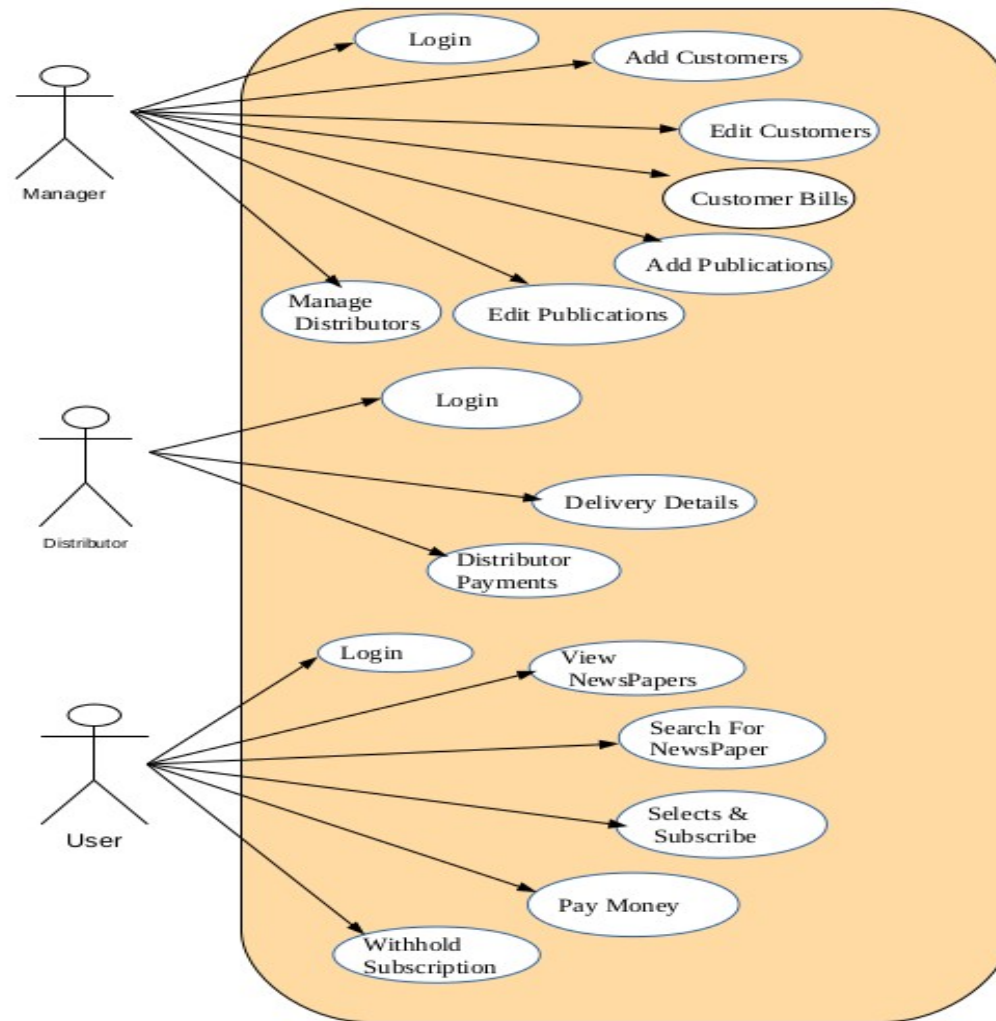 Login
Add Customers
Manager
Edit Customers
Customer Bills
Add Publications
Manage
Distributors
Edit Publications
Login
Distributor
Delivery Details
Distributor
Payments
Login
View
NewsPapers
Search For
NewsPaper
User
Selects &
Subscribe
Pay Money
Withhold
Subscription